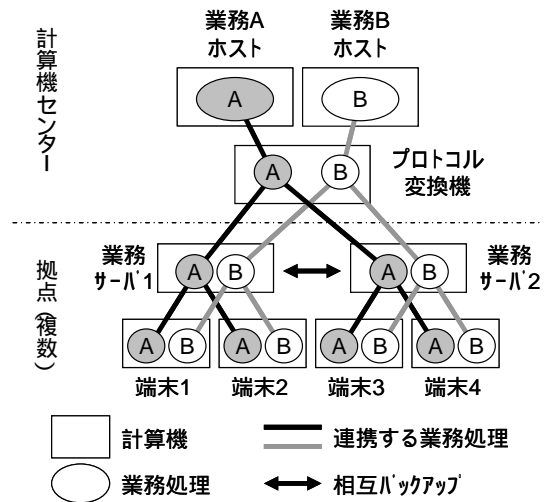 業務A
ホスト
業務B
ホスト
計算機センター
A
B
A
B
プロトコル
変換機
拠点(複数)
業務
サーバ1
A
B
A
B
業務
サーバ2
A
B
A
B
A
B
A
B
端末1
端末2
端末3
端末4
計算機
連携する業務処理
業務処理
相互バックアップ